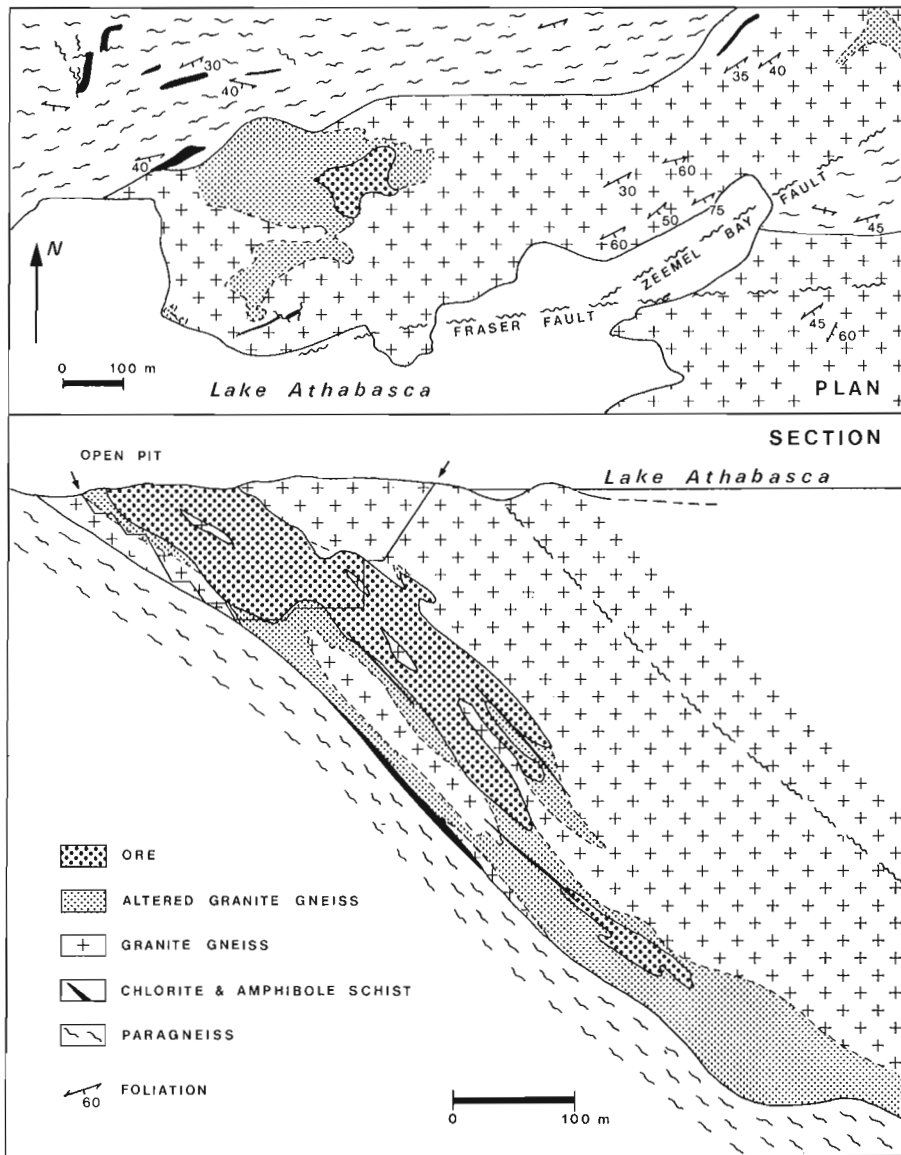 30
40
35
40
40
60
30
75
50
60
ZEEMEL BAY FAULT
45
FRASER FAULT
N
45
60
0 100 m
Lake Athabasca
PLAN
SECTION
OPEN PIT
Lake Athabasca
ORE
ALTERED GRANITE GNEISS
GRANITE GNEISS
CHLORITE & AMPHIBOLE SCHIST
PARAGNEISS
FOLIATION
60
0 100 m